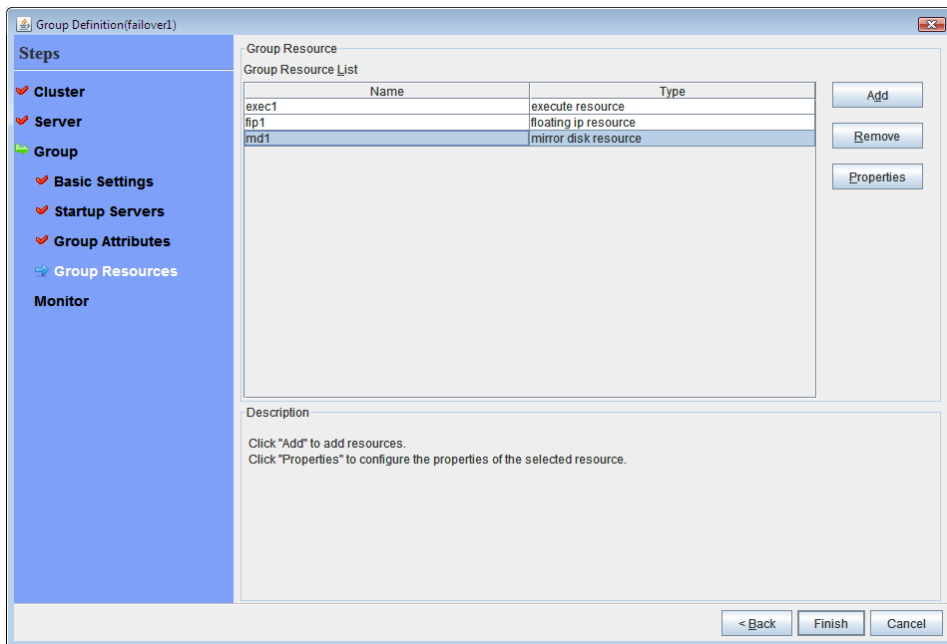 Group Definition(failover1)
Steps
Cluster
Server
Group
Basic Settings
Startup Servers
Group Attributes
Group Resources
Monitor
Group Resource
Group Resource List
Name Type
exec1 execute resource
fip1 floating ip resource
md1 mirror disk resource
Add
Remove
Properties
Description
Click "Add" to add resources.
Click "Properties" to configure the properties of the selected resource.
< Back Finish Cancel